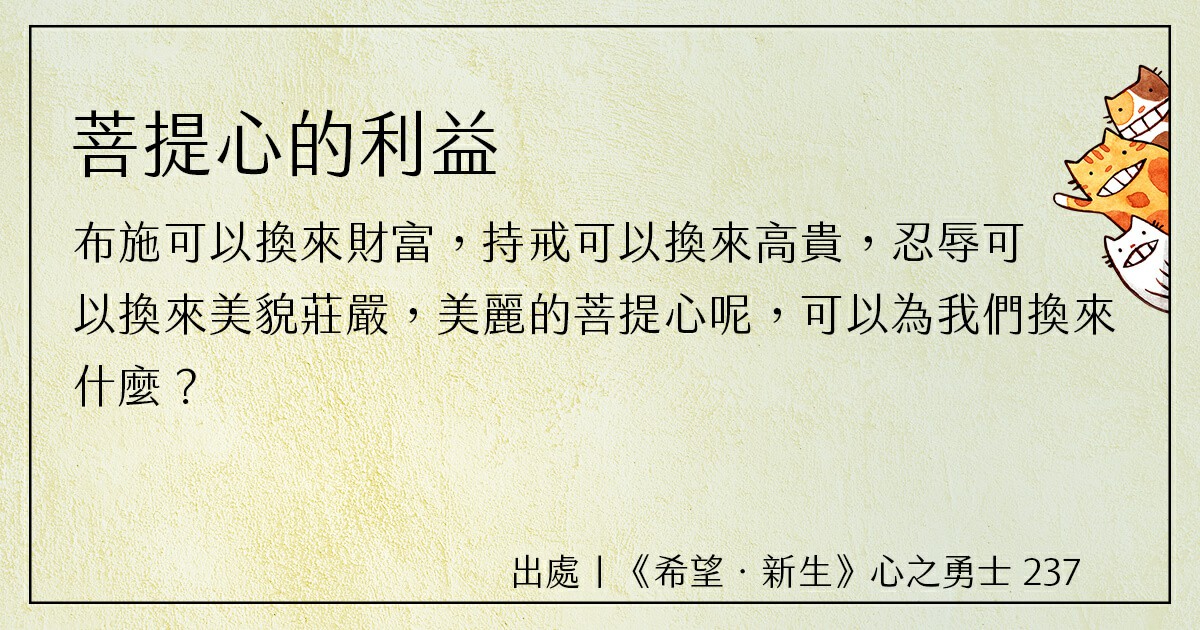 菩提心的利益
布施可以換來財富，持戒可以換來高貴，忍辱可
以換來美貌莊嚴，美麗的菩提心呢，可以為我們換來
什麼？
出處｜《希望．新生》心之勇士 237